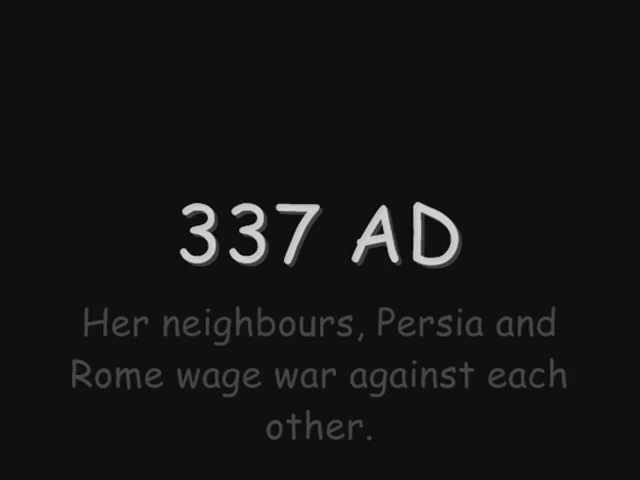 337 AD
Her neighbours, Persia and
Rome wage war against each
other.